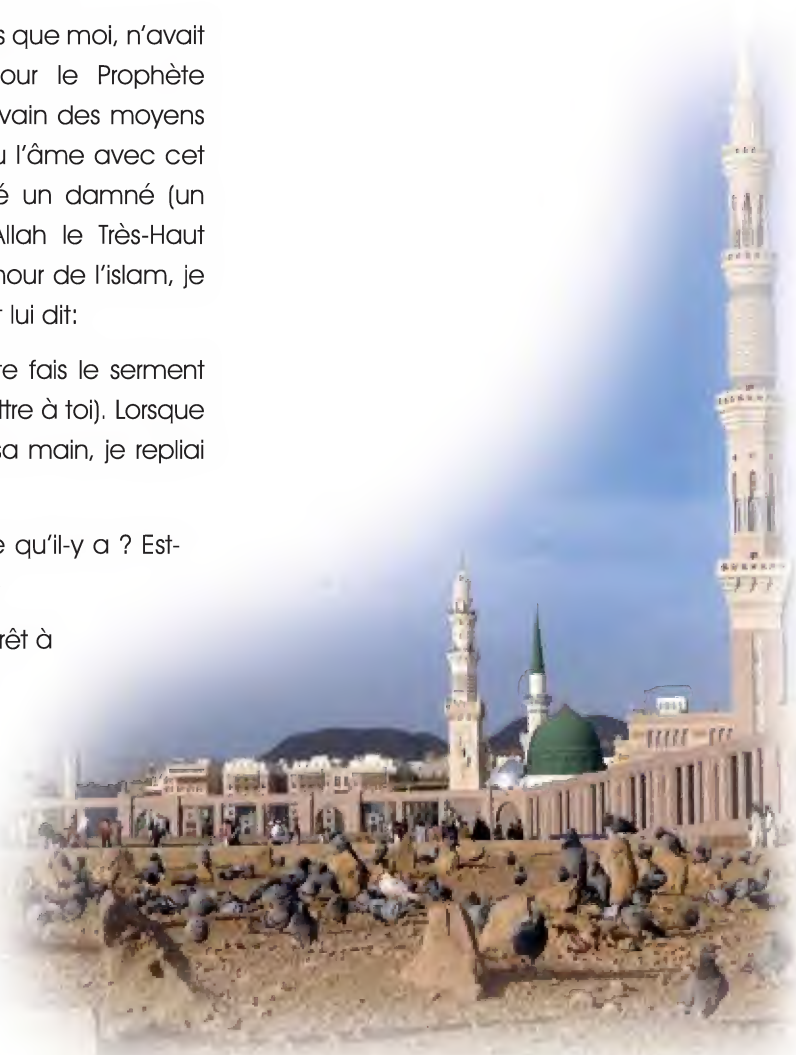 s que moi, n’avait
our le Prophète
vain des moyens
u l’âme avec cet
é un damné (un
Allah le Très-Haut
nour de l’islam, je
t lui dit:
te fais le serment
ttre à toi). Lorsque
sa main, je repliai
e qu’il-y a ? Est-
rêt à